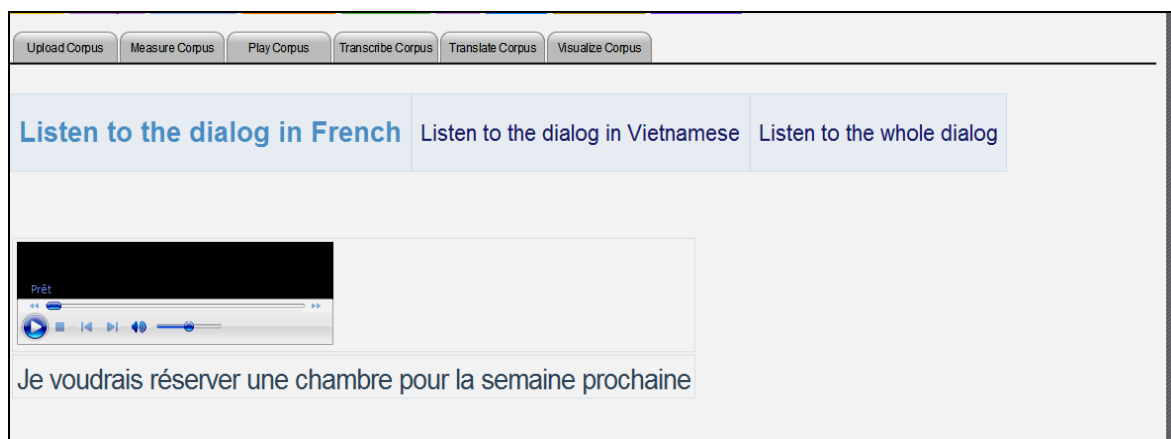 Upload Corpus Measure Corpus Play Corpus Transcribe Corpus Translate Corpus Visualize Corpus
Listen to the dialog in French Listen to the dialog in Vietnamese Listen to the whole dialog
Prêt
Je voudrais réserver une chambre pour la semaine prochaine